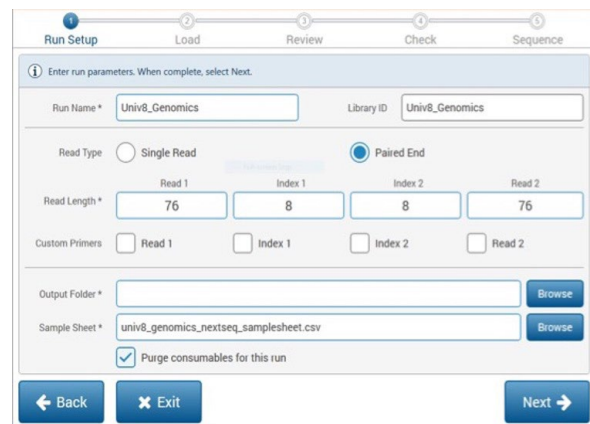 1 2 3 4 5
Run Setup Load Review Check Sequence
i Enter run parameters. When complete, select Next.
Run Name * Univ8_Genomics Library ID Univ8_Genomics
Read Type Single Read Paired End
Read 1 Index 1 Index 2 Read 2
Read Length * 76 8 8 76
Custom Primers Read 1 Index 1 Index 2 Read 2
Output Folder * Browse
Sample Sheet * univ8_genomics_nextseq_samplesheet.csv Browse
Purge consumables for this run
Back Exit Next